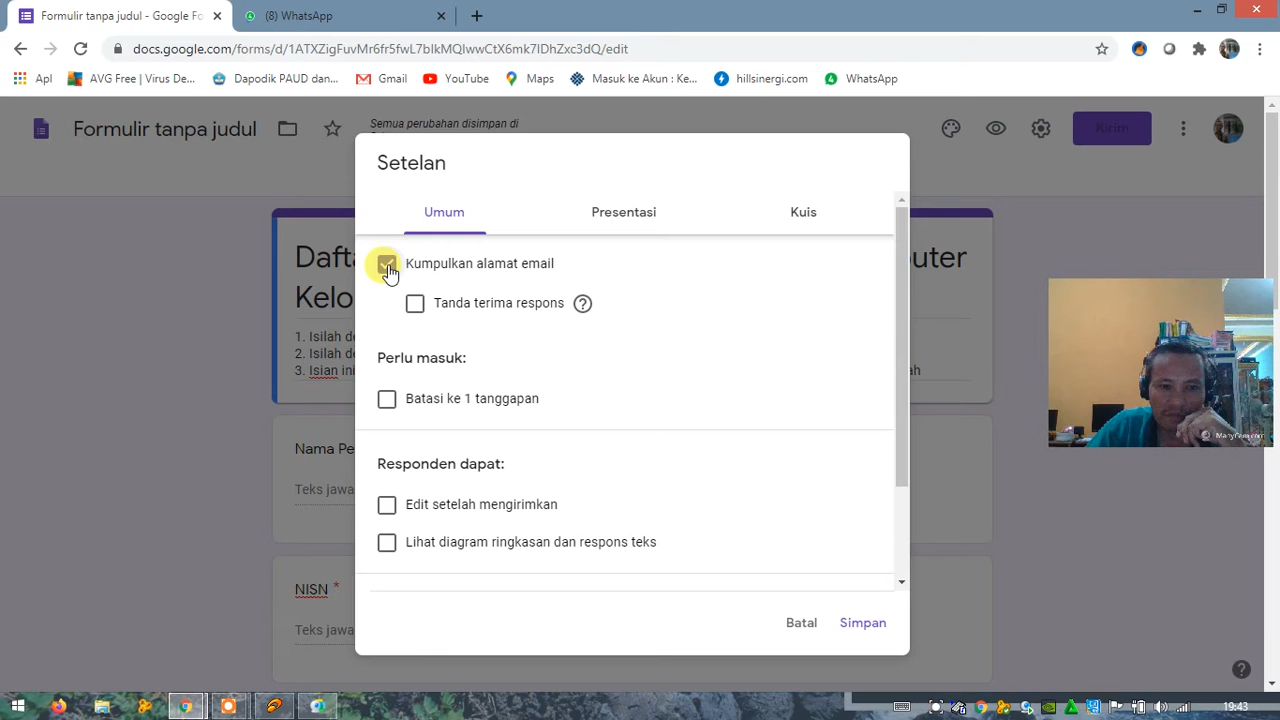 Formulir tanpa judul - Google Fo
(8) WhatsApp
docs.google.com/forms/d/1ATXZigFuvMr6fr5fwL7blkMQlwwCtX6mk7lDhZxc3dQ/edit
Apl
AVG Free | Virus De...
Dapodik PAUD dan...
Gmail
YouTube
Maps
Masuk ke Akun : Ke...
hillsinergi.com
WhatsApp
Formulir tanpa judul
Semua perubahan disimpan di
Kirim
Setelan
Umum
Presentasi
Kuis
Kumpulkan alamat email
Tanda terima respons
Perlu masuk:
Batasi ke 1 tanggapan
Responden dapat:
Edit setelah mengirimkan
Lihat diagram ringkasan dan respons teks
Batal
Simpan
Dafta
uter
Kelo
1. Isilah de
2. Isilah de
3. Isian ini
ah
Nama Pe
Teks jawa
NISN *
Teks jawa
ManyCam.com
19:43